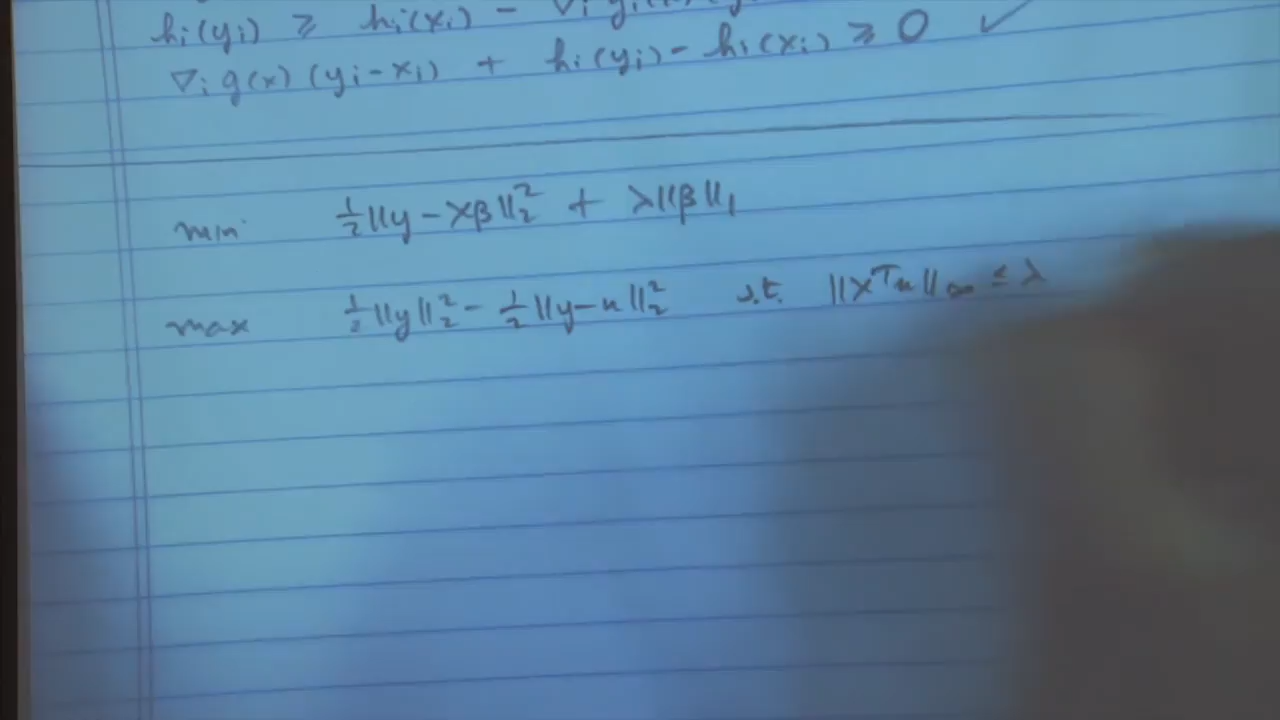 hᵢ(yᵢ) ≥ hᵢ(xᵢ) −
∇ᵢg(x)(yᵢ−xᵢ) + hᵢ(yᵢ) − hᵢ(xᵢ) ≥ 0 ✓
min ½‖y − Xβ‖₂² + λ‖β‖₁
max ½‖y‖₂² − ½‖y−u‖₂² s.t. ‖Xᵀu‖∞ ≤ λ